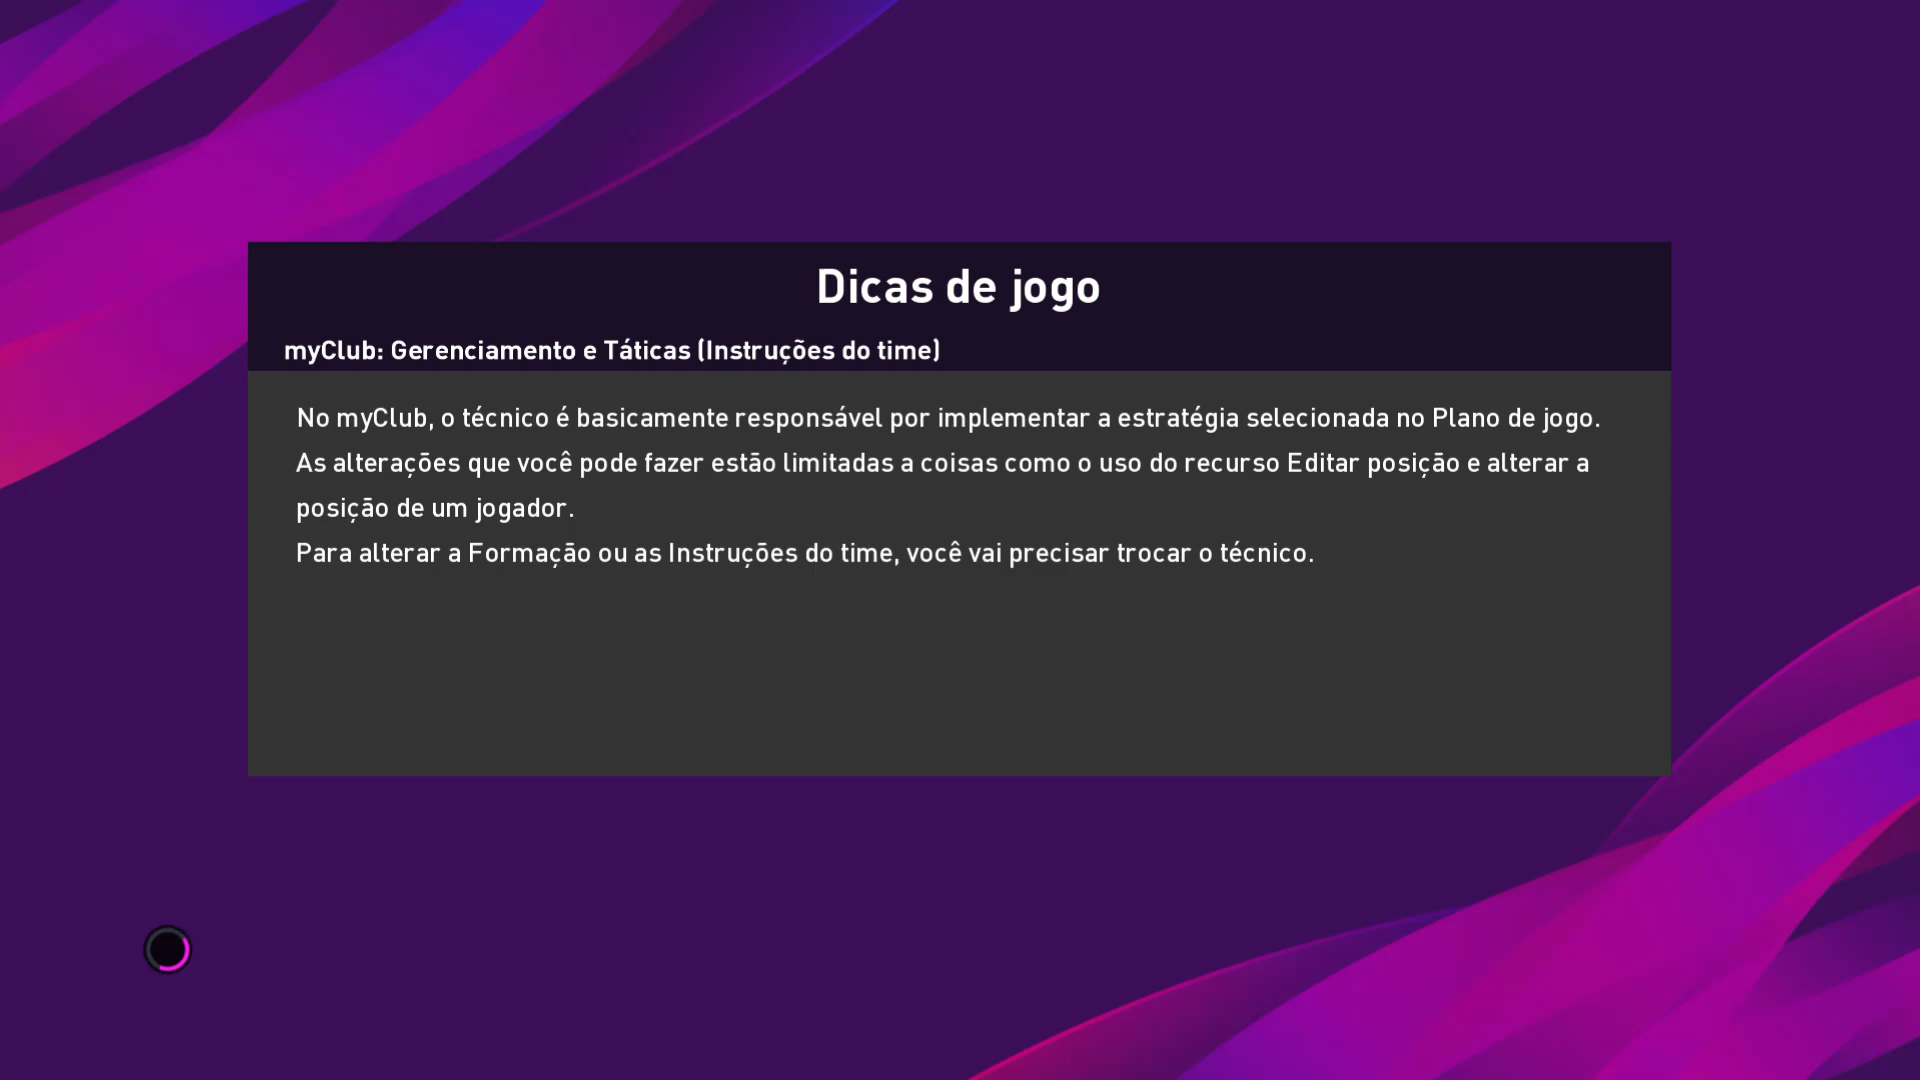 Dicas de jogo
myClub: Gerenciamento e Táticas (Instruções do time)
No myClub, o técnico é basicamente responsável por implementar a estratégia selecionada no Plano de jogo.
As alterações que você pode fazer estão limitadas a coisas como o uso do recurso Editar posição e alterar a
posição de um jogador.
Para alterar a Formação ou as Instruções do time, você vai precisar trocar o técnico.